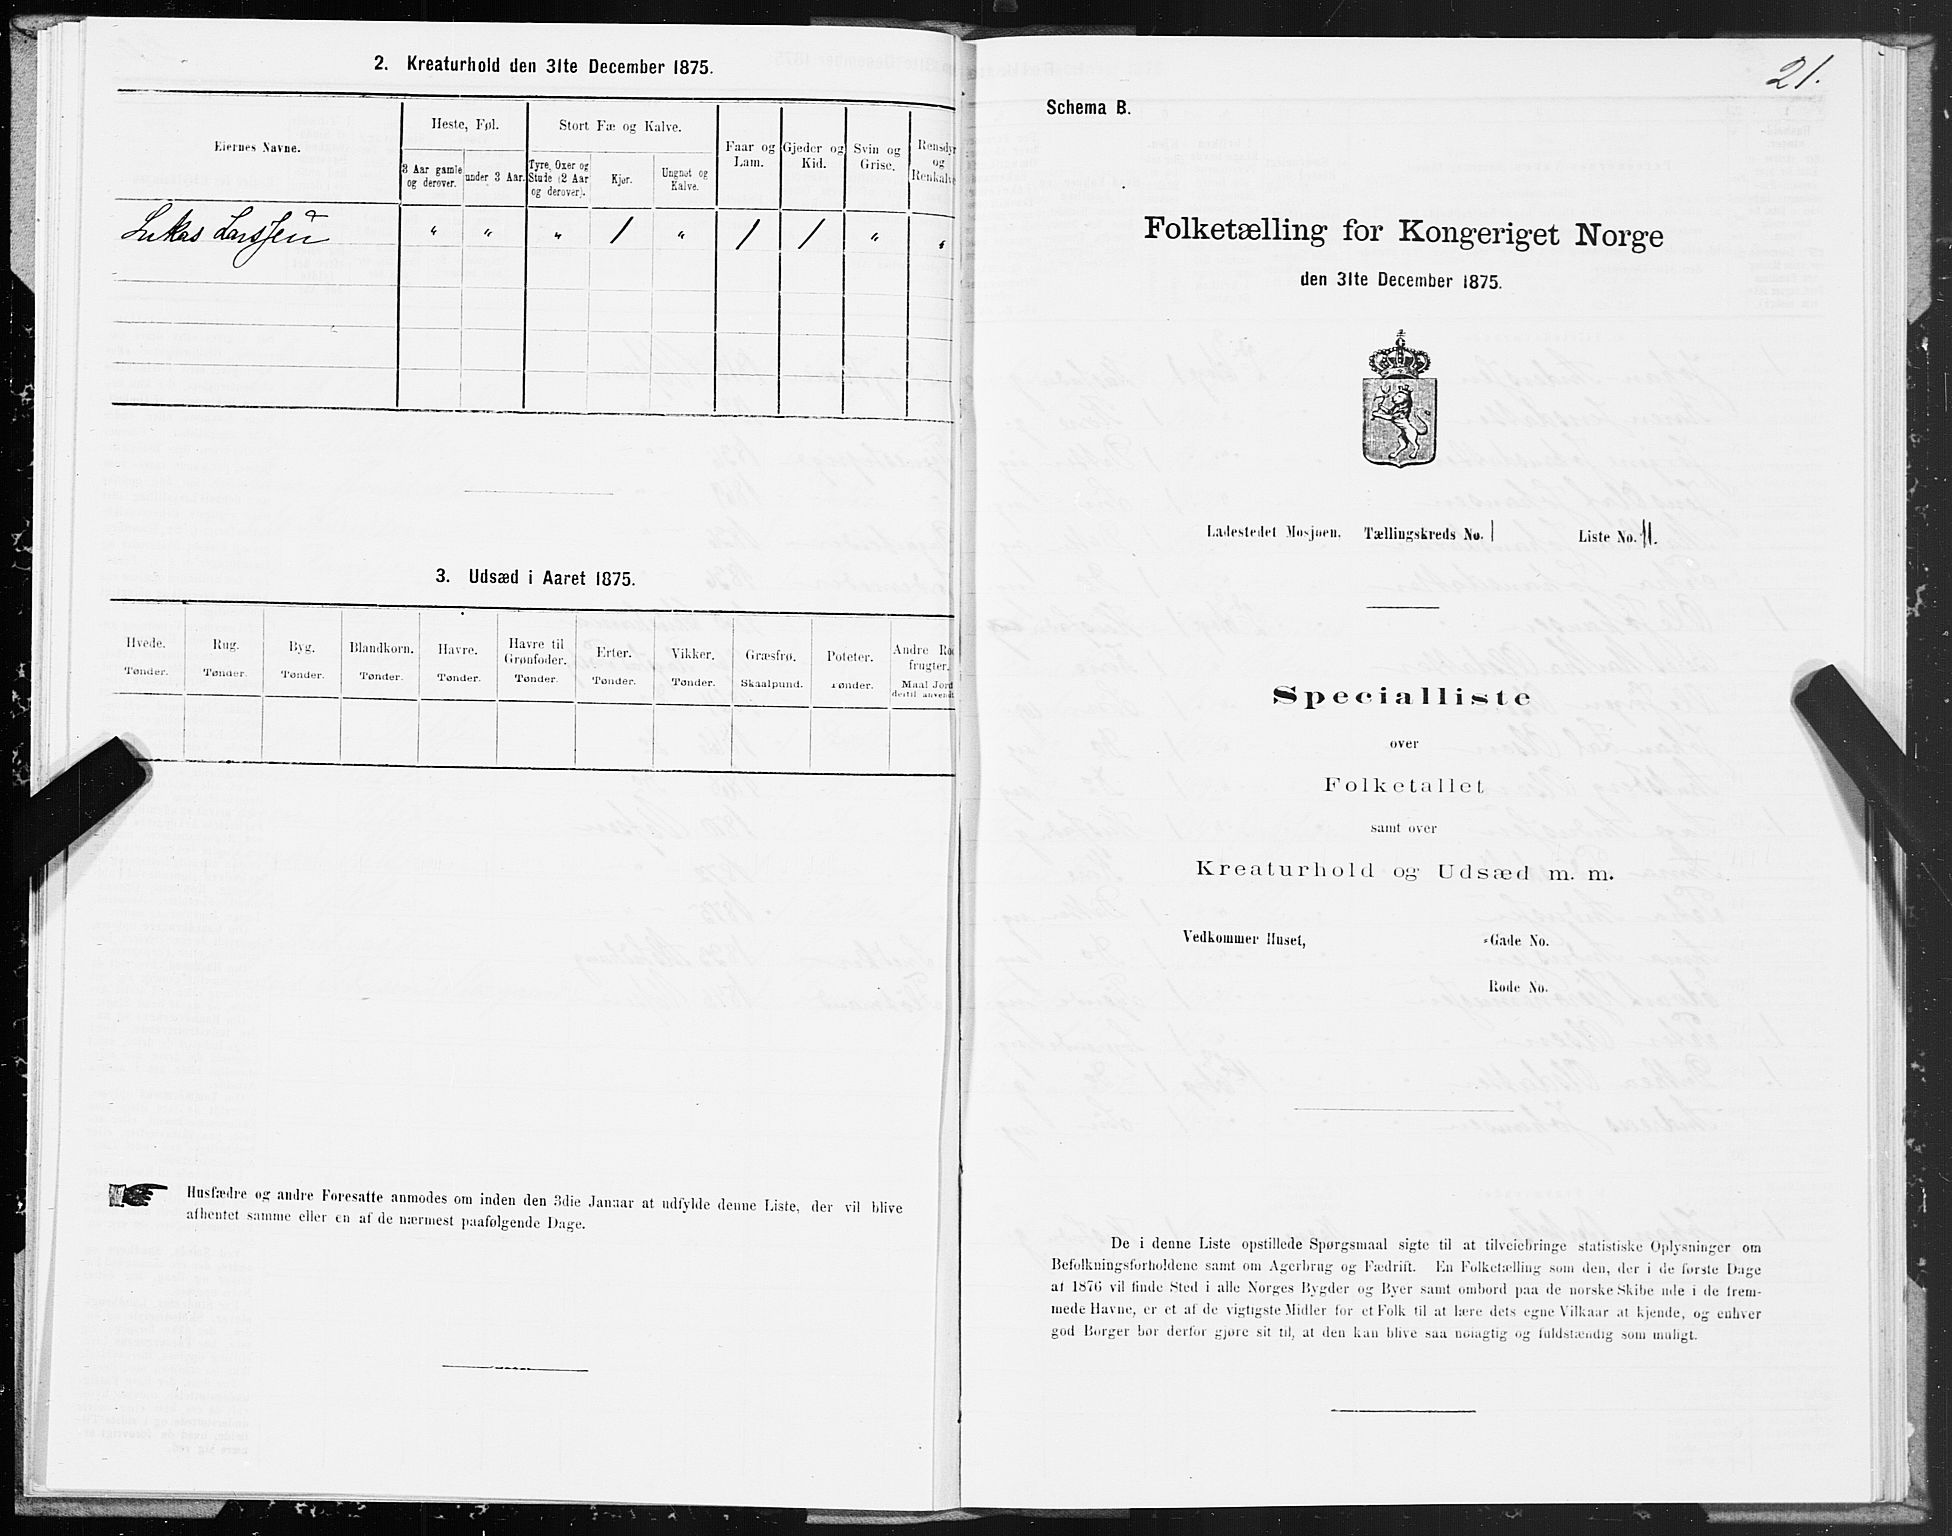 2. Kreaturhold den 31te December 1875.
Eiernes Navne.
Heste, Føl.
Stort Fæ og Kalve.
Faar og Lam.
Gjeder og Kid.
Svin og Grise.
Rensdyr og Renkalve
3 Aar gamle og derover.
under 3 Aar.
Tyre, Oxer og Stude (2 Aar og derover).
Kjør.
Ungnøt og Kalve.
Lukas Larssen " " " 1 " 1 1 " "
3. Udsæd i Aaret 1875.
Hvede. Rug. Byg. Blandkorn. Havre. Havre til Grønfoder. Erter. Vikker. Græsfrø. Poteter. Andre Ro frugter.
Tønder. Tønder. Tønder. Tønder. Tønder. Tønder. Tønder. Tønder. Skaalpund. Tønder. Maal Jord dertil anvendt
Husfædre og andre Foresatte anmodes om inden den 3die Januar at udfylde denne Liste, der vil blive
afhentet samme eller en af de nærmest paafølgende Dage.
21.
Schema B.
Folketælling for Kongeriget Norge
den 31te December 1875.
Ladestedet Mosjøen. Tællingskreds No. 1 Liste No. 11.
Specialliste
over
Folketallet
samt over
Kreaturhold og Udsæd m. m.
Vedkommer Huset, -Gade No.
Rode No.
De i denne Liste opstillede Spørgsmaal sigte til at tilveiebringe statistiske Oplysninger om
Befolkningsforholdene samt om Agerbrug og Fædrift. En Folketælling som den, der i de første Dage
af 1876 vil finde Sted i alle Norges Bygder og Byer samt ombord paa de norske Skibe ude i de frem-
mede Havne, er et af de vigtigste Midler for et Folk til at lære dets egne Vilkaar at kjende, og enhver
god Borger bør derfor gjøre sit til, at den kan blive saa nøiagtig og fuldstændig som muligt.